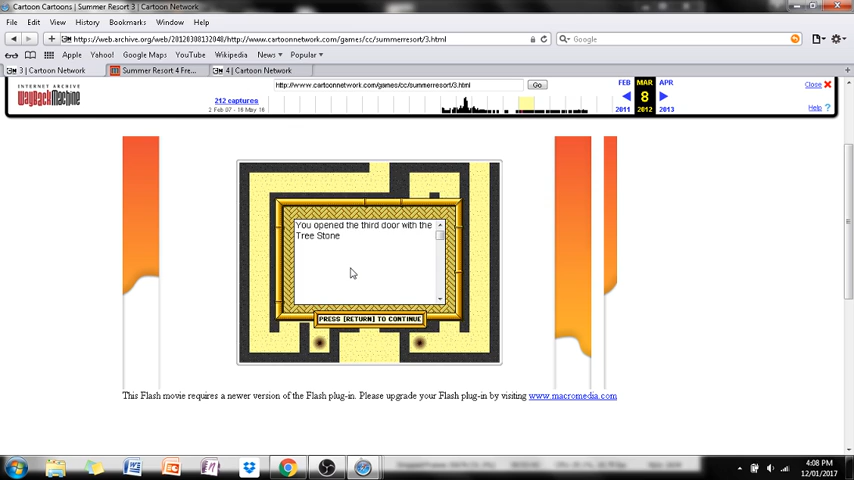 Cartoon Cartoons | Summer Resort 3 | Cartoon Network
File Edit View History Bookmarks Window Help
https://web.archive.org/web/20120308132048/http://www.cartoonnetwork.com/games/cc/summerresort/3.html
Google
Apple Yahoo! Google Maps YouTube Wikipedia News Popular
3 | Cartoon Network
Summer Resort 4 Fre...
4 | Cartoon Network
INTERNET ARCHIVE
WayBackMachine
http://www.cartoonnetwork.com/games/cc/summerresort/3.html
Go
FEB MAR APR
Close
212 captures
8
2 Feb 07 - 16 May 16
2011 2012 2013
Help ?
You opened the third door with the
Tree Stone
PRESS [RETURN] TO CONTINUE
This Flash movie requires a newer version of the Flash plug-in. Please upgrade your Flash plug-in by visiting www.macromedia.com
4:08 PM
12/01/2017